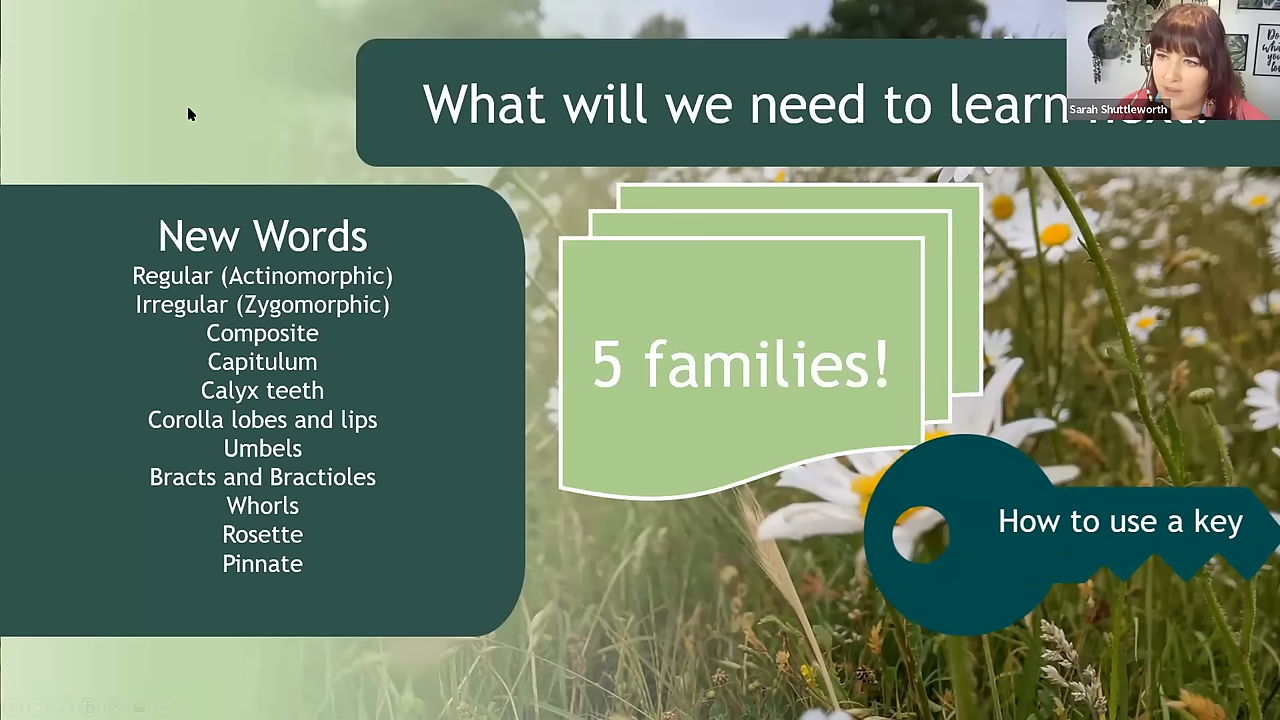 What will we need to learn next?
Sarah Shuttleworth
New Words
Regular (Actinomorphic)
Irregular (Zygomorphic)
Composite
Capitulum
Calyx teeth
Corolla lobes and lips
Umbels
Bracts and Bractioles
Whorls
Rosette
Pinnate
5 families!
How to use a key